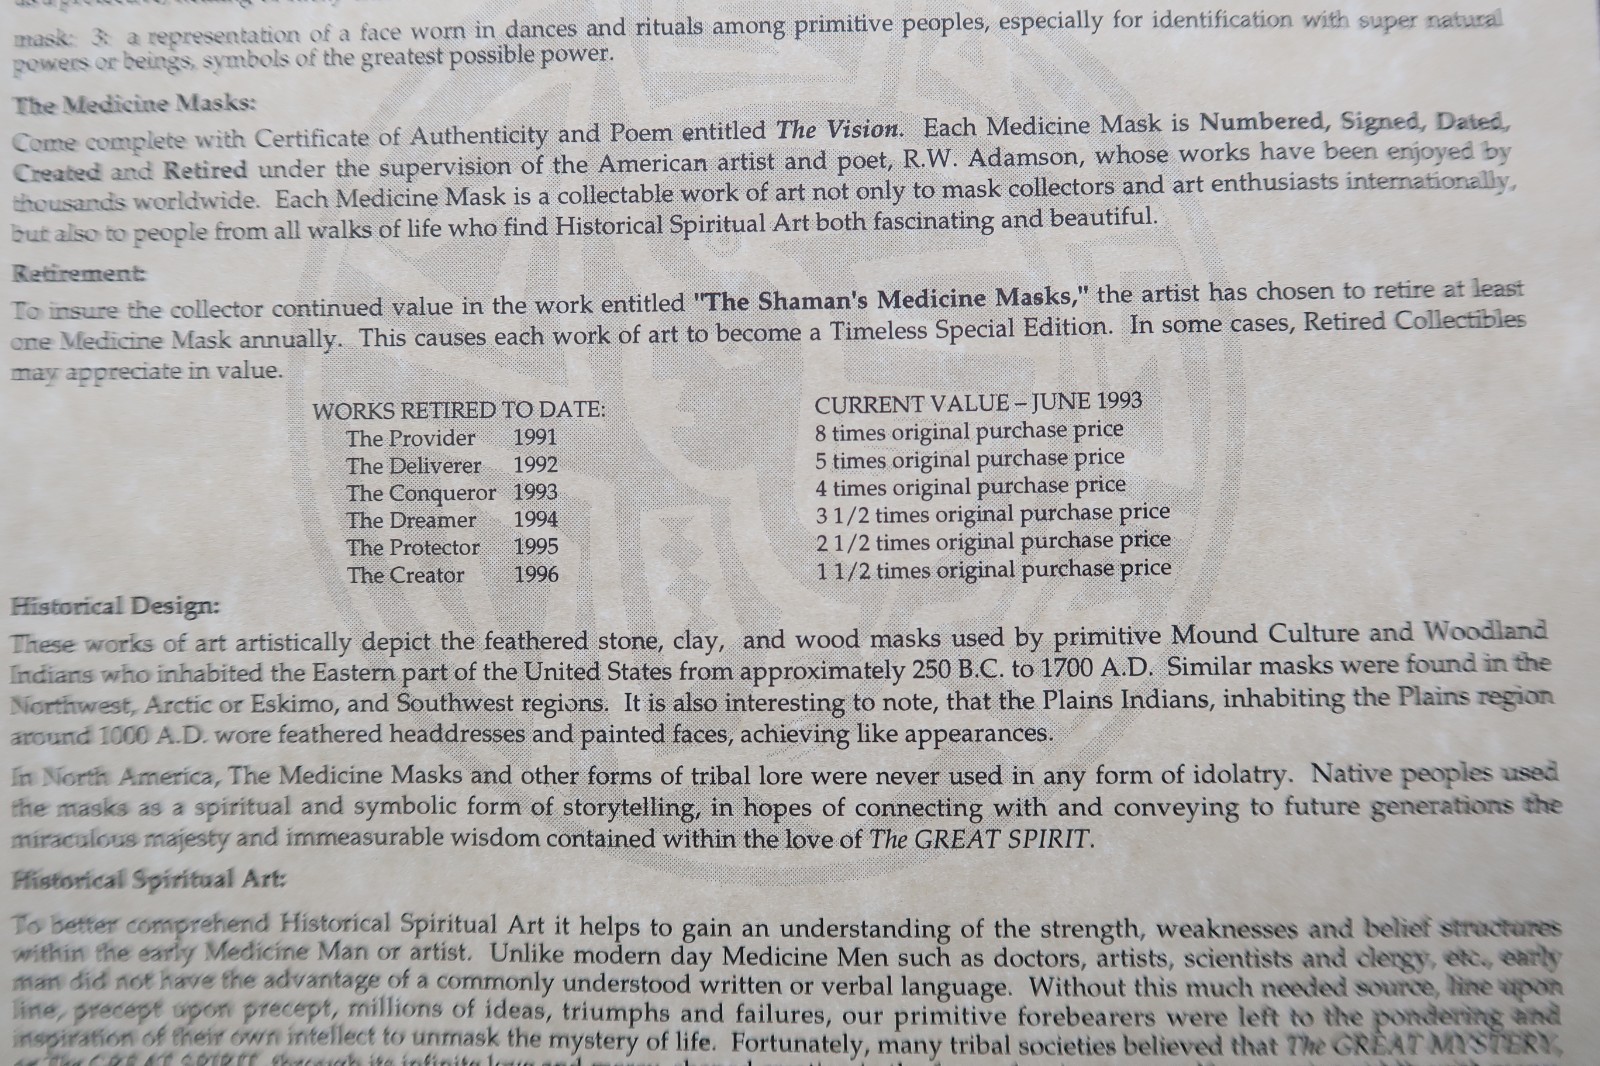 mask: 3: a representation of a face worn in dances and rituals among primitive peoples, especially for identification with super natural
powers or beings, symbols of the greatest possible power.
The Medicine Masks:
Come complete with Certificate of Authenticity and Poem entitled The Vision. Each Medicine Mask is Numbered, Signed, Dated,
Created and Retired under the supervision of the American artist and poet, R.W. Adamson, whose works have been enjoyed by
thousands worldwide. Each Medicine Mask is a collectable work of art not only to mask collectors and art enthusiasts internationally,
but also to people from all walks of life who find Historical Spiritual Art both fascinating and beautiful.
Retirement:
To insure the collector continued value in the work entitled "The Shaman's Medicine Masks," the artist has chosen to retire at least
one Medicine Mask annually. This causes each work of art to become a Timeless Special Edition. In some cases, Retired Collectibles
may appreciate in value.
WORKS RETIRED TO DATE: CURRENT VALUE – JUNE 1993
The Provider 1991 8 times original purchase price
The Deliverer 1992 5 times original purchase price
The Conqueror 1993 4 times original purchase price
The Dreamer 1994 3 1/2 times original purchase price
The Protector 1995 2 1/2 times original purchase price
The Creator 1996 1 1/2 times original purchase price
Historical Design:
These works of art artistically depict the feathered stone, clay, and wood masks used by primitive Mound Culture and Woodland
Indians who inhabited the Eastern part of the United States from approximately 250 B.C. to 1700 A.D. Similar masks were found in the
Northwest, Arctic or Eskimo, and Southwest regions. It is also interesting to note, that the Plains Indians, inhabiting the Plains region
around 1000 A.D. wore feathered headdresses and painted faces, achieving like appearances.
In North America, The Medicine Masks and other forms of tribal lore were never used in any form of idolatry. Native peoples used
the masks as a spiritual and symbolic form of storytelling, in hopes of connecting with and conveying to future generations the
miraculous majesty and immeasurable wisdom contained within the love of The GREAT SPIRIT.
Historical Spiritual Art:
To better comprehend Historical Spiritual Art it helps to gain an understanding of the strength, weaknesses and belief structures
within the early Medicine Man or artist. Unlike modern day Medicine Men such as doctors, artists, scientists and clergy, etc., early
man did not have the advantage of a commonly understood written or verbal language. Without this much needed source, line upon
line, precept upon precept, millions of ideas, triumphs and failures, our primitive forebearers were left to the pondering and
inspiration of their own intellect to unmask the mystery of life. Fortunately, many tribal societies believed that The GREAT MYSTERY,